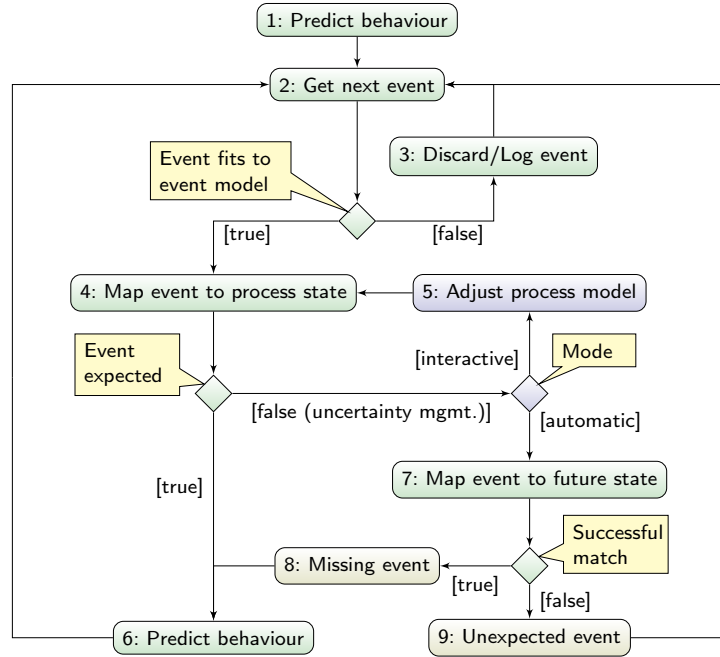 1: Predict behaviour
2: Get next event
3: Discard/Log event
Event fits to
event model
[true]
[false]
4: Map event to process state
5: Adjust process model
Event
expected
[interactive]
Mode
[false (uncertainty mgmt.)]
[automatic]
7: Map event to future state
[true]
Successful
match
8: Missing event
[true]
[false]
6: Predict behaviour
9: Unexpected event